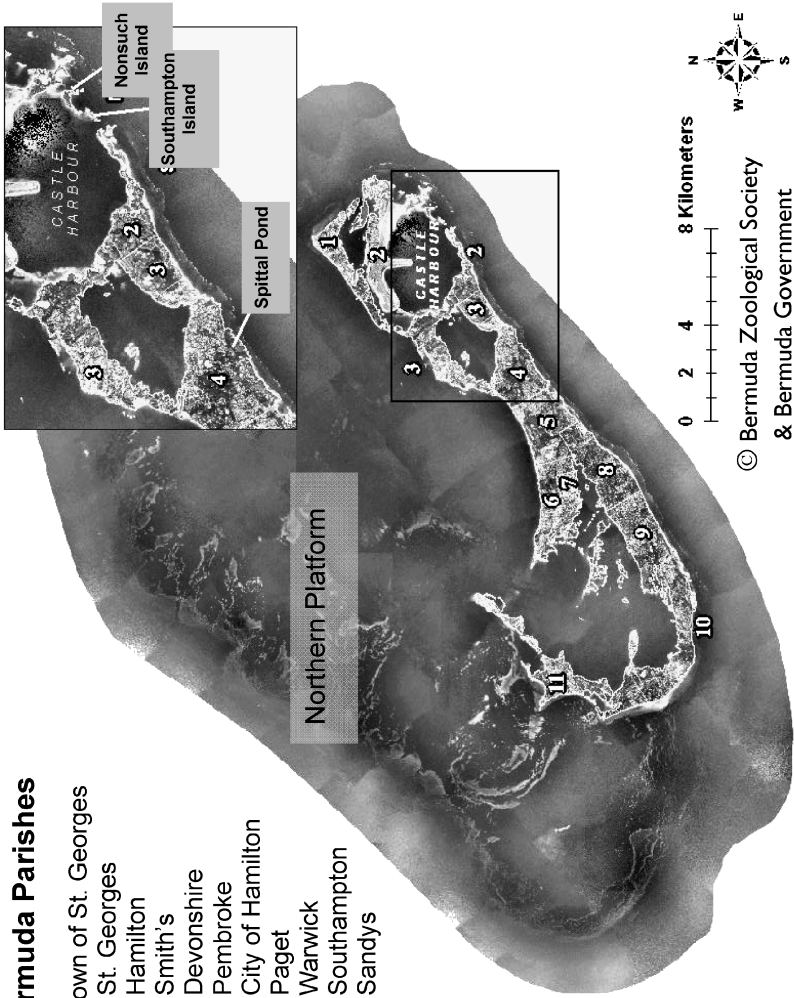 rmuda Parishes
own of St. Georges
St. Georges
Hamilton
Smith's
Devonshire
Pembroke
City of Hamilton
Paget
Warwick
Southampton
Sandys
Northern Platform
Nonsuch
Island
Southampton
Island
Spittal Pond
CASTLE
HARBOUR
2
3
3
4
1
2
CASTLE
HARBOUR
2
3
3
4
5
6
7
8
9
10
11
N
E
W
S
0 2 4 8 Kilometers
© Bermuda Zoological Society
& Bermuda Government